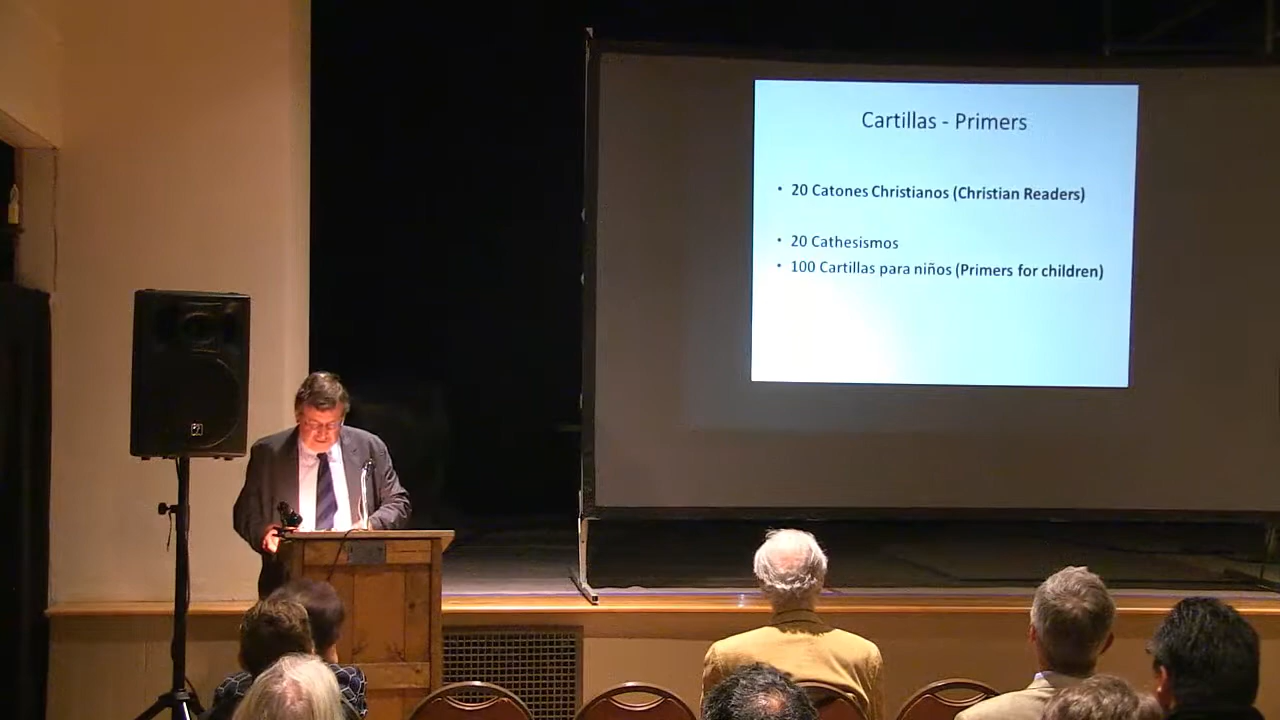 Cartillas - Primers
• 20 Catones Christianos (Christian Readers)
• 20 Cathesismos
• 100 Cartillas para niños (Primers for children)